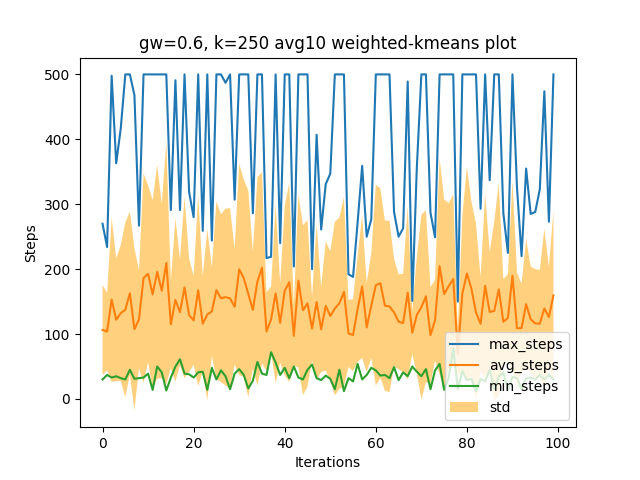 gw=0.6, k=250 avg10 weighted-kmeans plot
Steps
500
400
300
200
100
0
max_steps
avg_steps
min_steps
std
0
20
40
60
80
100
Iterations